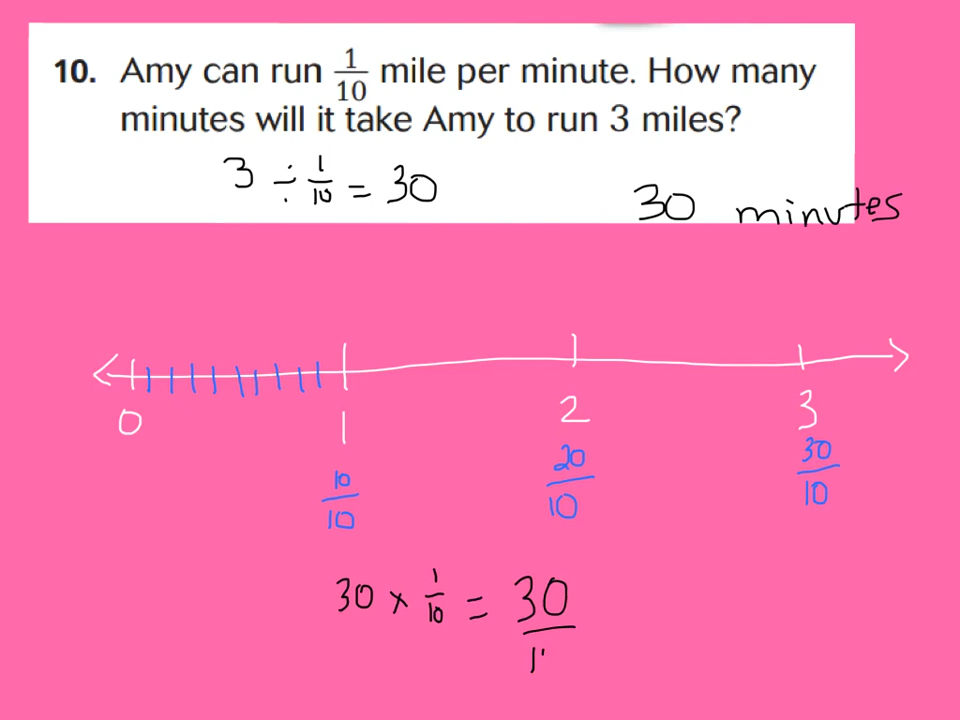 10. Amy can run 1/10 mile per minute. How many
minutes will it take Amy to run 3 miles?
3 ÷ 1/10 = 30
30 minutes
0 1 2 3
10/10 20/10 30/10
30 × 1/10 = 30/1